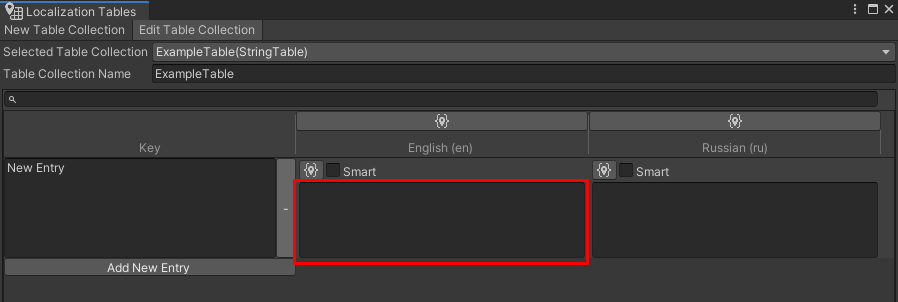 Localization Tables
New Table Collection Edit Table Collection
Selected Table Collection ExampleTable(StringTable)
Table Collection Name ExampleTable
Key English (en) Russian (ru)
New Entry Smart Smart
-
Add New Entry